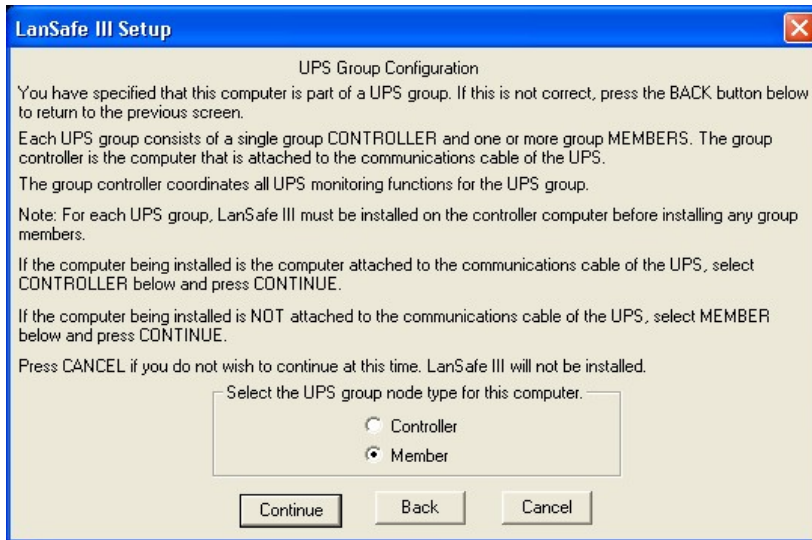 LanSafe III Setup
UPS Group Configuration
You have specified that this computer is part of a UPS group. If this is not correct, press the BACK button below
to return to the previous screen.
Each UPS group consists of a single group CONTROLLER and one or more group MEMBERS. The group
controller is the computer that is attached to the communications cable of the UPS.
The group controller coordinates all UPS monitoring functions for the UPS group.
Note: For each UPS group, LanSafe III must be installed on the controller computer before installing any group
members.
If the computer being installed is the computer attached to the communications cable of the UPS, select
CONTROLLER below and press CONTINUE.
If the computer being installed is NOT attached to the communications cable of the UPS, select MEMBER
below and press CONTINUE.
Press CANCEL if you do not wish to continue at this time. LanSafe III will not be installed.
Select the UPS group node type for this computer.
Controller
Member
Continue Back Cancel